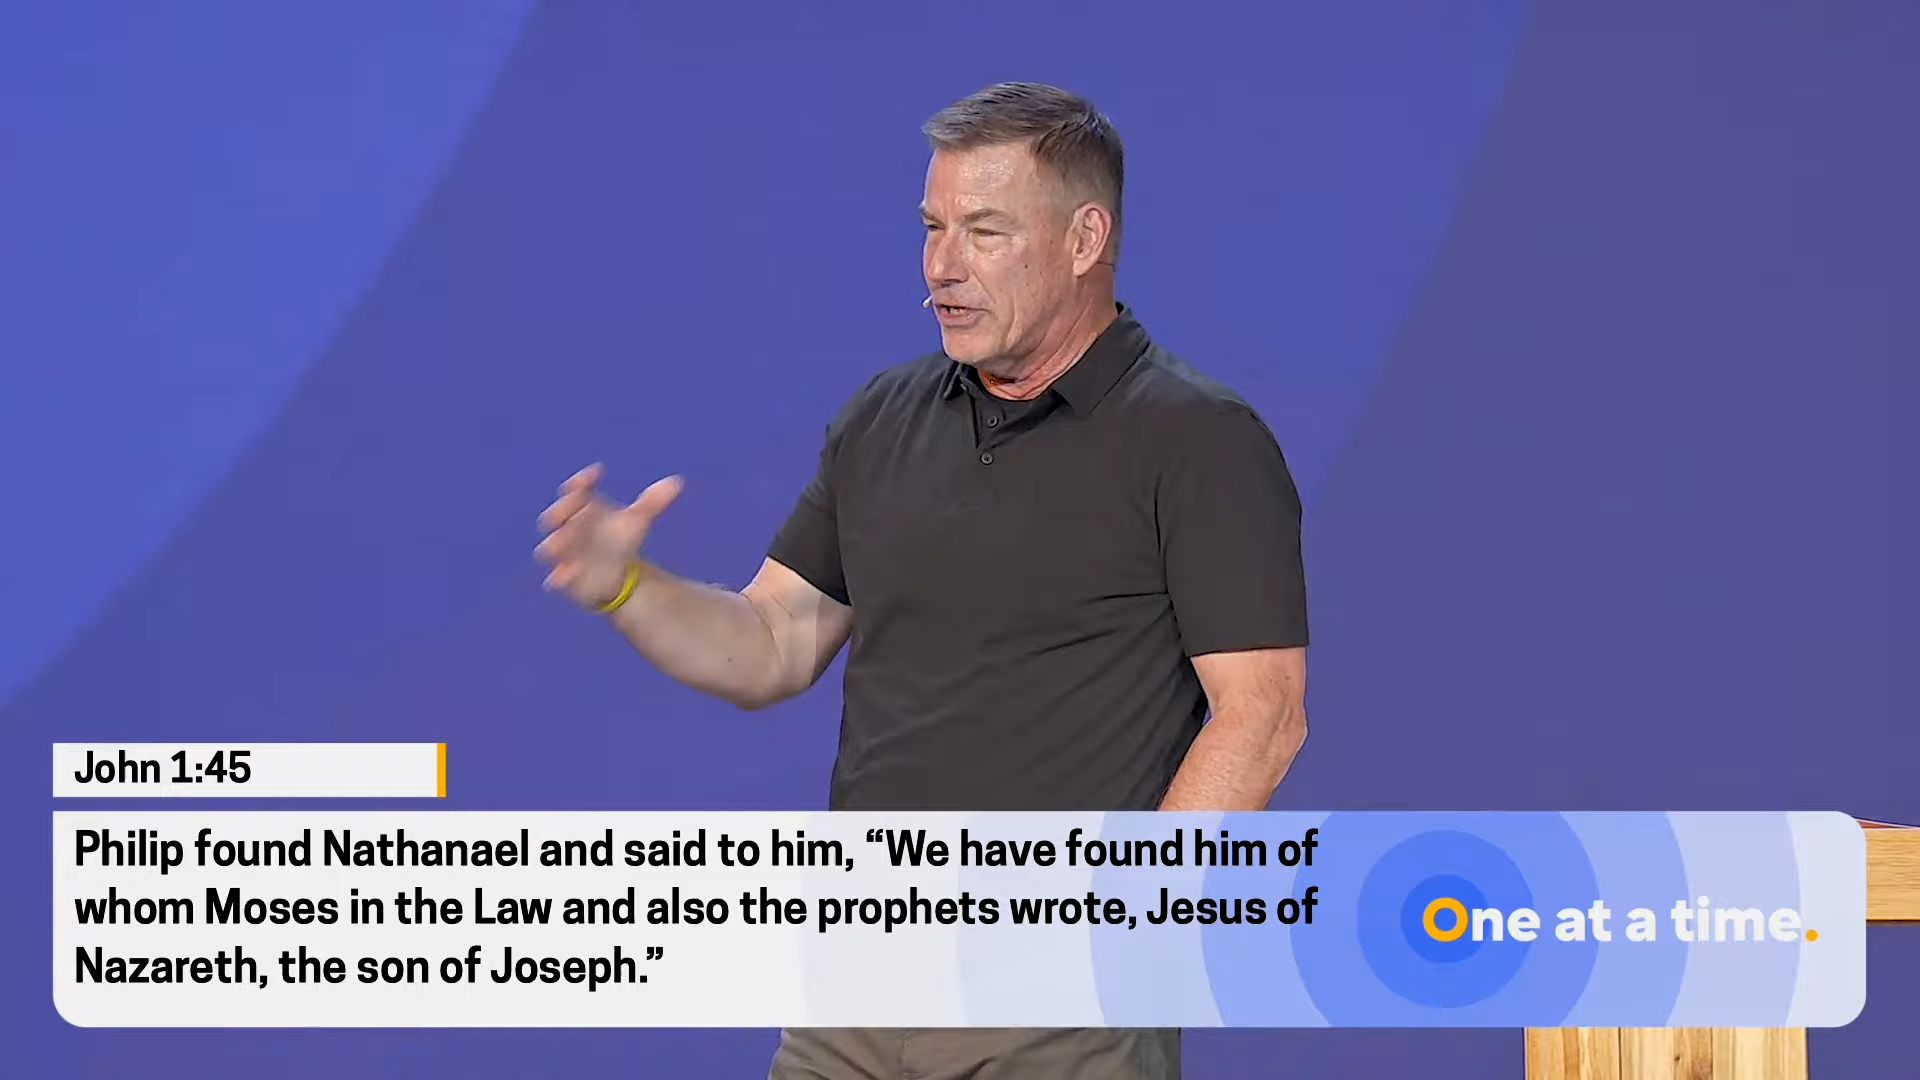 John 1:45
Philip found Nathanael and said to him, “We have found him of
whom Moses in the Law and also the prophets wrote, Jesus of
Nazareth, the son of Joseph.”
One at a time.